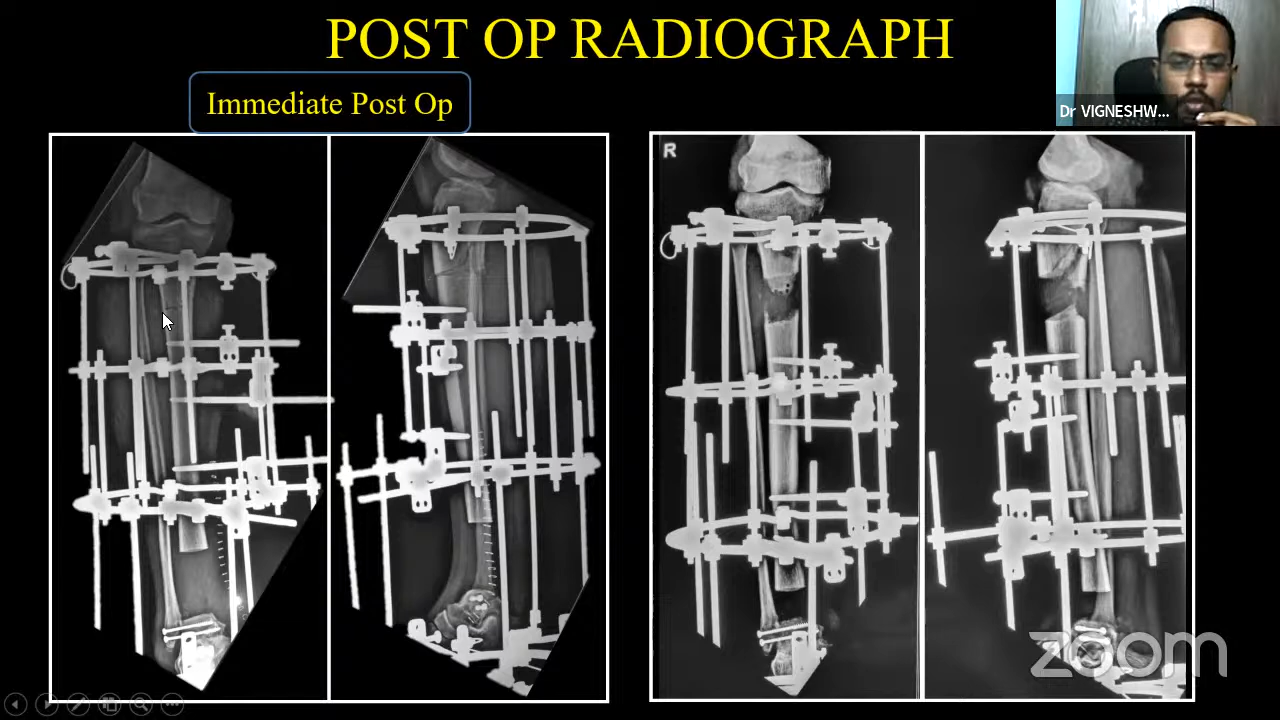 POST OP RADIOGRAPH
Immediate Post Op
Dr VIGNESHW...
R
zoom